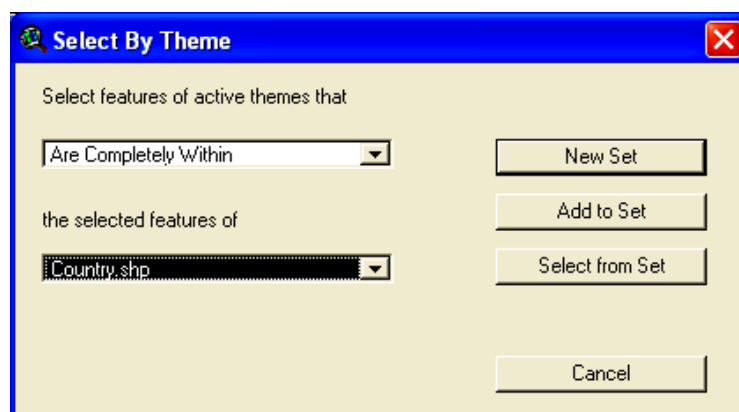 Select By Theme
Select features of active themes that
Are Completely Within
New Set
Add to Set
the selected features of
Country.shp
Select from Set
Cancel